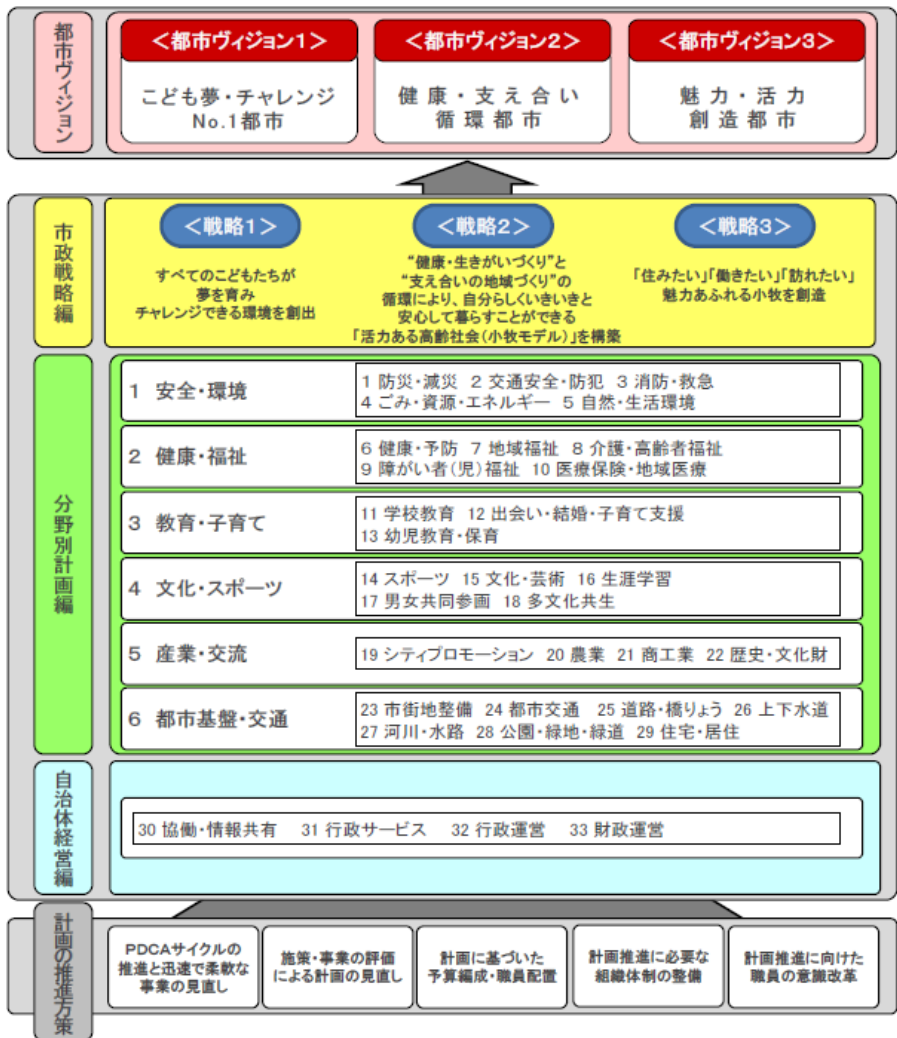 都市ヴィジョン
＜都市ヴィジョン1＞
こども夢・チャレンジ
No.1都市
＜都市ヴィジョン2＞
健康・支え合い
循環都市
＜都市ヴィジョン3＞
魅力・活力
創造都市
市政戦略編
＜戦略1＞
すべてのこどもたちが
夢を育み
チャレンジできる環境を創出
＜戦略2＞
“健康・生きがいづくり”と
“支え合いの地域づくり”の
循環により、自分らしくいきいきと
安心して暮らすことができる
「活力ある高齢社会（小牧モデル）」を構築
＜戦略3＞
「住みたい」「働きたい」「訪れたい」
魅力あふれる小牧を創造
分野別計画編
1 安全・環境
1 防災・減災 2 交通安全・防犯 3 消防・救急
4 ごみ・資源・エネルギー 5 自然・生活環境
2 健康・福祉
6 健康・予防 7 地域福祉 8 介護・高齢者福祉
9 障がい者（児）福祉 10 医療保険・地域医療
3 教育・子育て
11 学校教育 12 出会い・結婚・子育て支援
13 幼児教育・保育
4 文化・スポーツ
14 スポーツ 15 文化・芸術 16 生涯学習
17 男女共同参画 18 多文化共生
5 産業・交流
19 シティプロモーション 20 農業 21 商工業 22 歴史・文化財
6 都市基盤・交通
23 市街地整備 24 都市交通 25 道路・橋りょう 26 上下水道
27 河川・水路 28 公園・緑地・緑道 29 住宅・居住
自治体経営編
30 協働・情報共有 31 行政サービス 32 行政運営 33 財政運営
計画の推進方策
PDCAサイクルの
推進と迅速で柔軟な
事業の見直し
施策・事業の評価
による計画の見直し
計画に基づいた
予算編成・職員配置
計画推進に必要な
組織体制の整備
計画推進に向けた
職員の意識改革